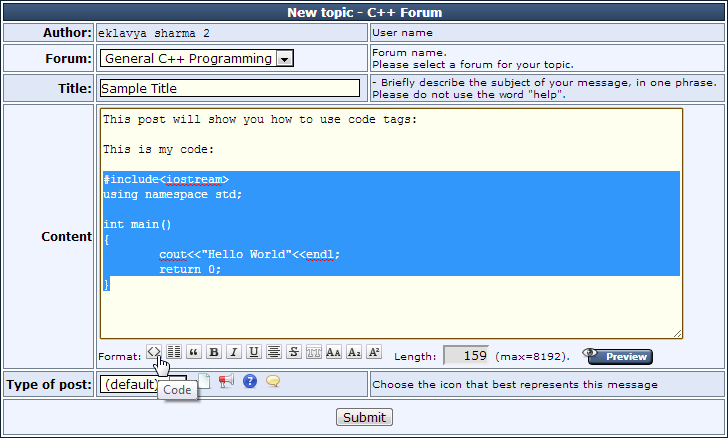 New topic - C++ Forum
Author: eklavya sharma 2 User name
Forum: General C++ Programming Forum name.
Please select a forum for your topic.
Title: Sample Title - Briefly describe the subject of your message, in one phrase.
Please do not use the word "help".
Content
This post will show you how to use code tags:
This is my code:
#include<iostream>
using namespace std;
int main()
{
cout<<"Hello World"<<endl;
return 0;
}
Format: <> “ B I U S TT AA A2 A² Length: 159 (max=8192). Preview
Type of post: (default) ? Choose the icon that best represents this message
Code
Submit